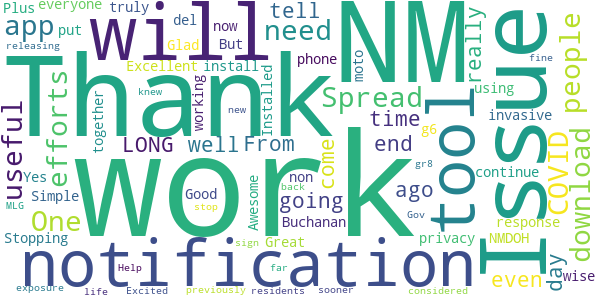 Plus everyone
truly del now
tell
NM
really
app put will But
need
people
releasing Glad
phone
Issue
Excellent install moto
Thank
Spread
using
efforts
together
working
Installed
time
tool
invasive
useful
LONG well From
end
g6
COVID
download
knew new
come
work
gr8
continue
Yes
non
ago
Simple
Awesome
back
going
MLG
One
Good
stop
Buchanan
Gov
response
Stopping
sign Great
privacy
NMDOH
day
notification
far
even
wise
fine
exposure
Help
life Excited previously residents sooner considered